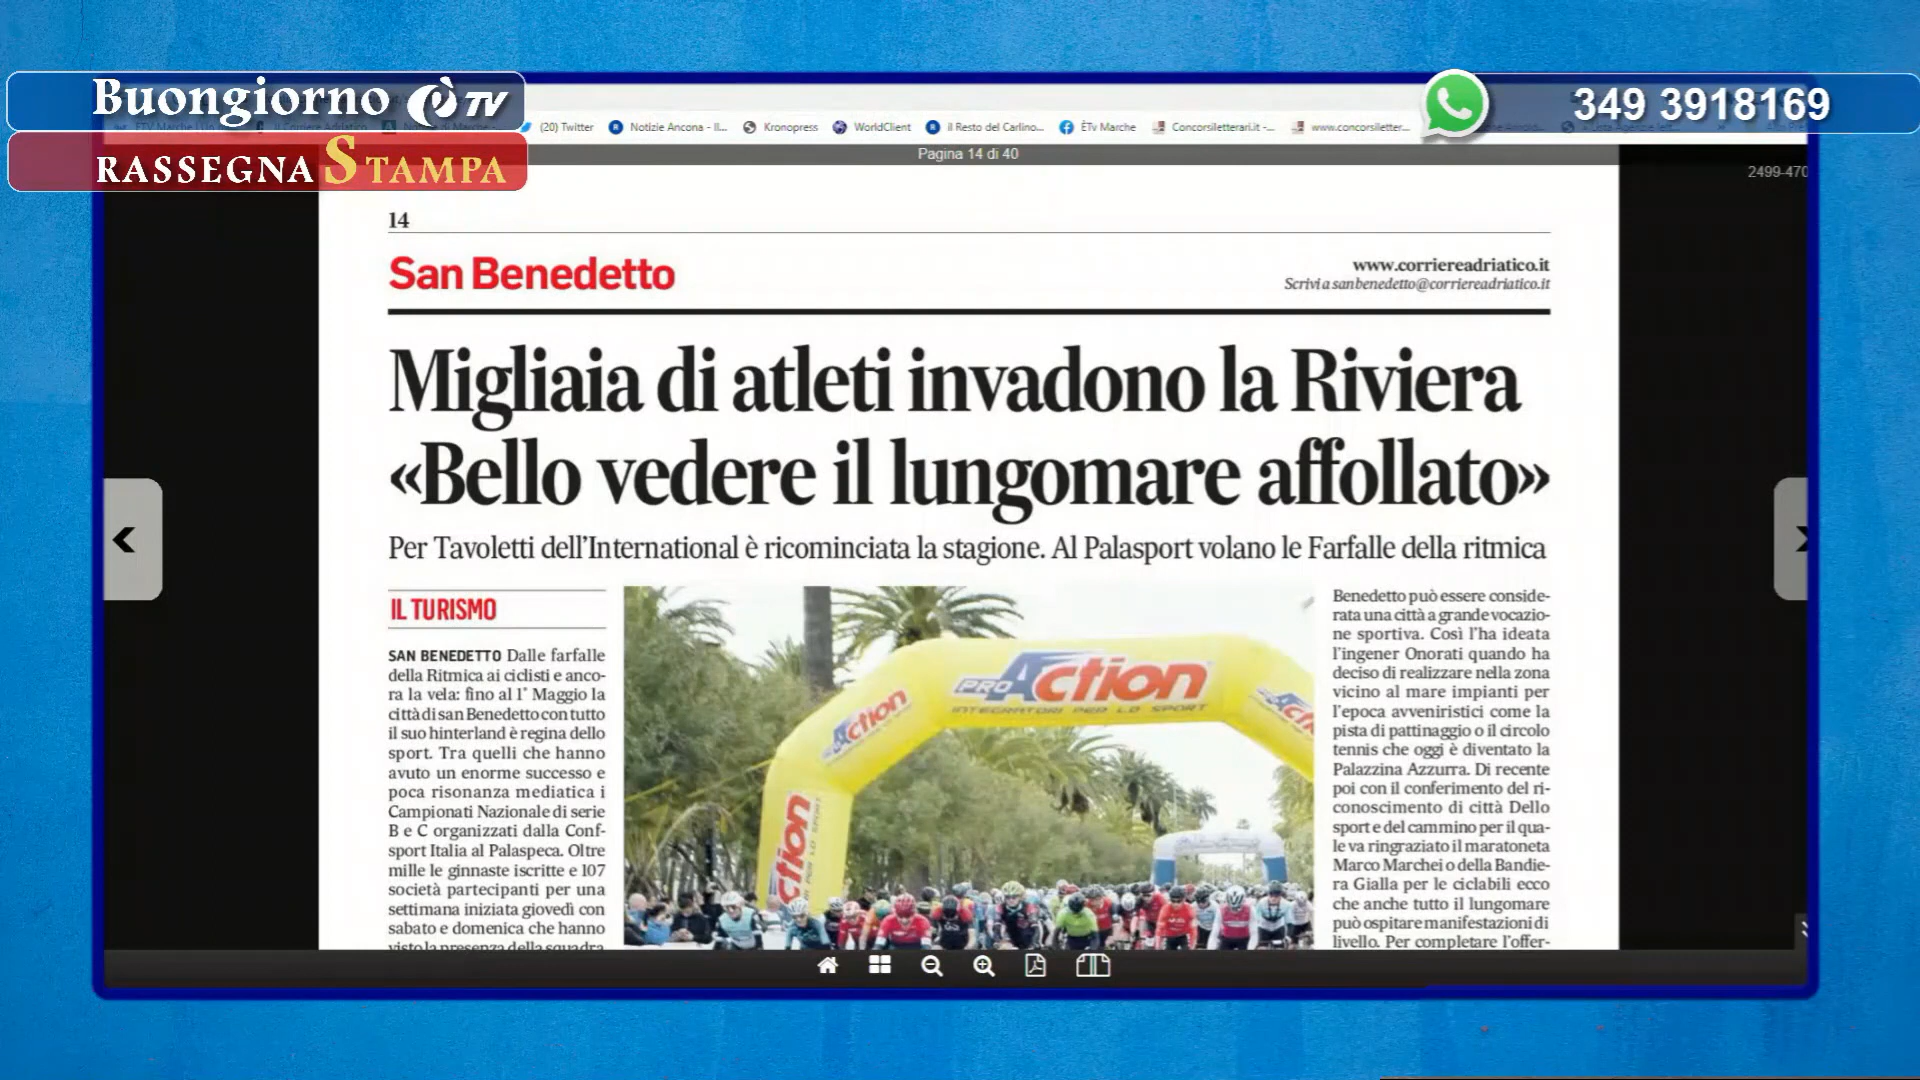 Buongiorno èTV
RASSEGNA STAMPA
349 3918169
(20) Twitter
Notizie Ancona - Il...
Kronopress
WorldClient
il Resto del Carlino...
ÈTv Marche
Concorsiletterari.it -...
www.concorsiletter...
Pagina 14 di 40
2499-470
14
San Benedetto
www.corriereadriatico.it
Scrivi a sanbenedetto@corriereadriatico.it
Migliaia di atleti invadono la Riviera
«Bello vedere il lungomare affollato»
Per Tavoletti dell'International è ricominciata la stagione. Al Palasport volano le Farfalle della ritmica
IL TURISMO
SAN BENEDETTO Dalle farfalle
della Ritmica ai ciclisti e anco-
ra la vela: fino al 1° Maggio la
città di san Benedetto con tutto
il suo hinterland è regina dello
sport. Tra quelli che hanno
avuto un enorme successo e
poca risonanza mediatica i
Campionati Nazionale di serie
B e C organizzati dalla Conf-
sport Italia al Palaspeca. Oltre
mille le ginnaste iscritte e 107
società partecipanti per una
settimana iniziata giovedì con
sabato e domenica che hanno
visto la presenza della squadra
PROAction
INTEGRATORI PER LO SPORT
Action
Action
Benedetto può essere conside-
rata una città a grande vocazio-
ne sportiva. Così l'ha ideata
l'ingener Onorati quando ha
deciso di realizzare nella zona
vicino al mare impianti per
l'epoca avveniristici come la
pista di pattinaggio o il circolo
tennis che oggi è diventato la
Palazzina Azzurra. Di recente
poi con il conferimento del ri-
conoscimento di città Dello
sport e del cammino per il qua-
le va ringraziato il maratoneta
Marco Marchei o della Bandie-
ra Gialla per le ciclabili ecco
che anche tutto il lungomare
può ospitare manifestazioni di
livello. Per completare l'offer-